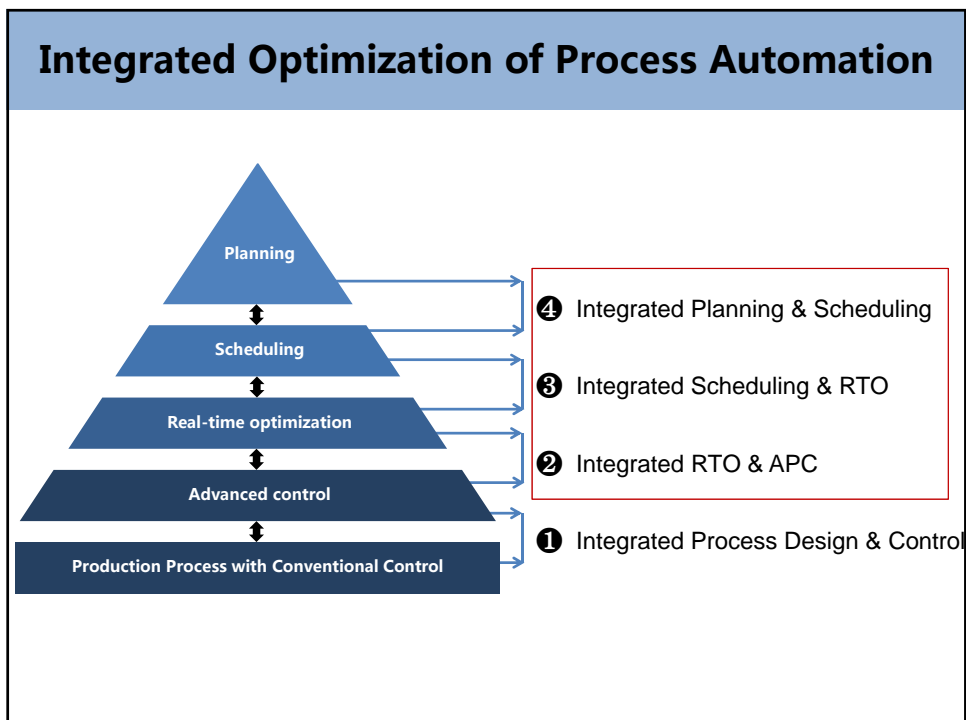 Integrated Optimization of Process Automation
Planning
Scheduling
Real-time optimization
Advanced control
Production Process with Conventional Control
❹ Integrated Planning & Scheduling
❸ Integrated Scheduling & RTO
❷ Integrated RTO & APC
❶ Integrated Process Design & Control